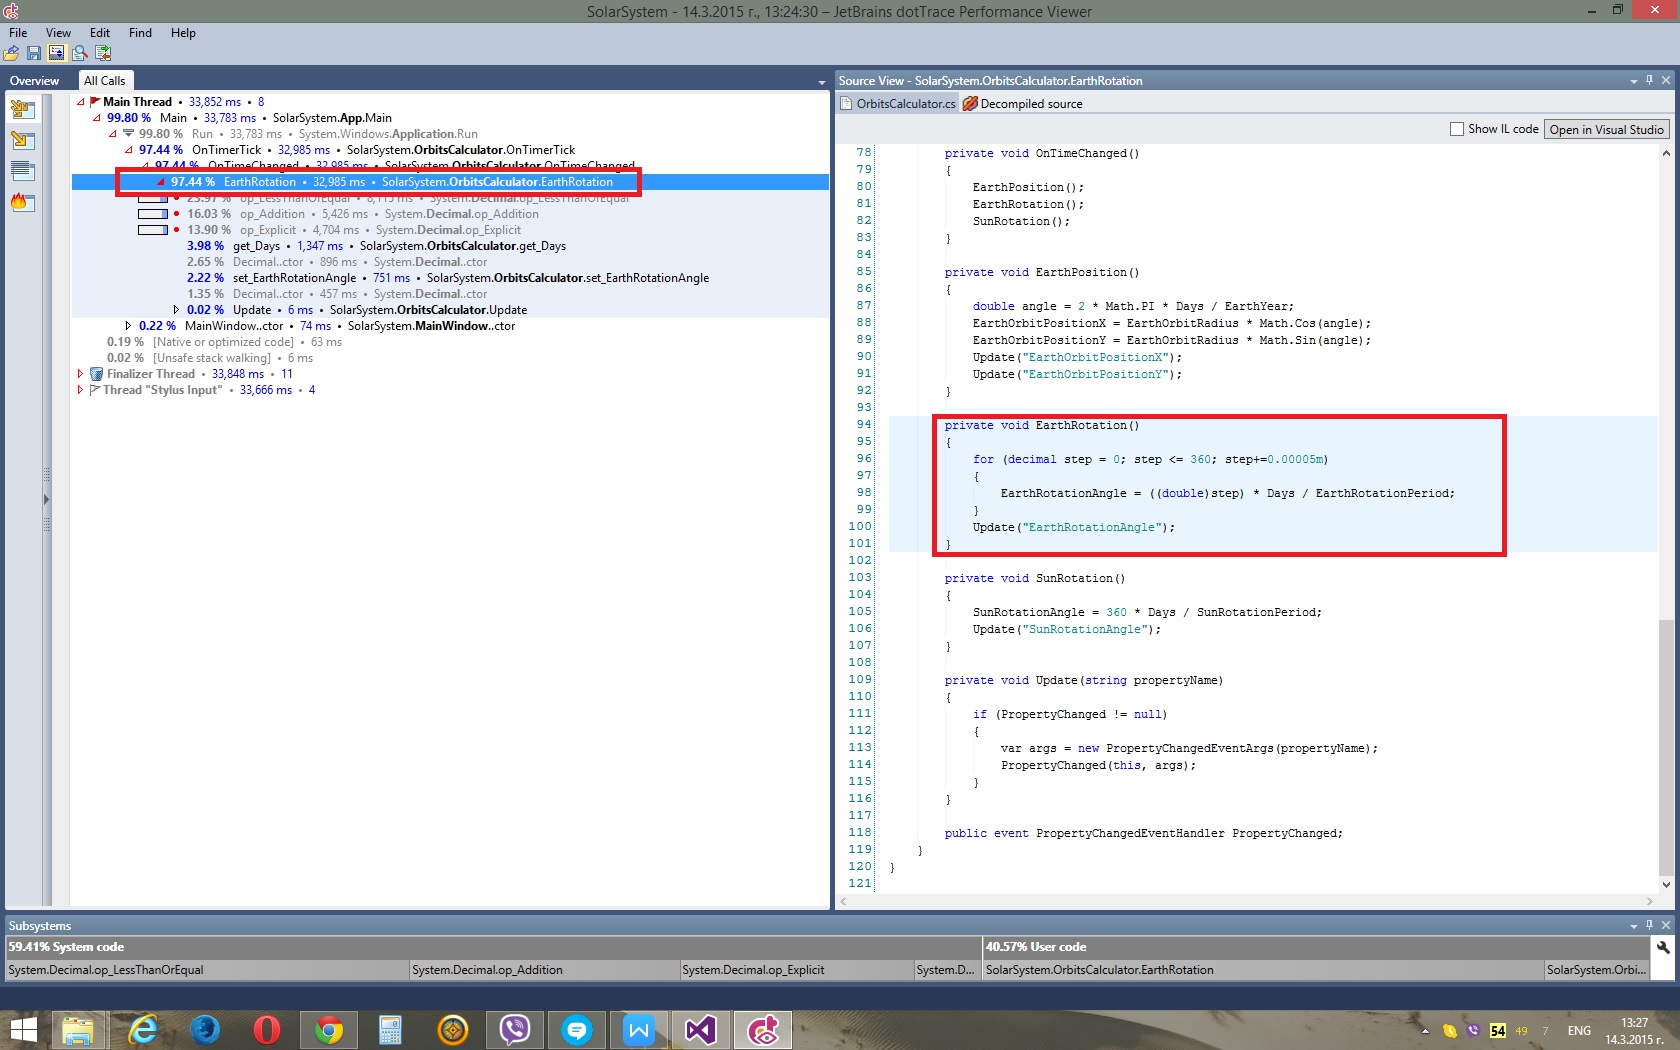 SolarSystem - 14.3.2015 г., 13:24:30 – JetBrains dotTrace Performance Viewer
File View Edit Find Help
Overview All Calls
Main Thread • 33,852 ms • 8
99.80 % Main • 33,783 ms • SolarSystem.App.Main
99.80 % Run • 33,783 ms • System.Windows.Application.Run
97.44 % OnTimerTick • 32,985 ms • SolarSystem.OrbitsCalculator.OnTimerTick
97.44 % OnTimeChanged • 32,985 ms • SolarSystem.OrbitsCalculator.OnTimeChanged
97.44 % EarthRotation • 32,985 ms • SolarSystem.OrbitsCalculator.EarthRotation
23.97 % op_LessThanOrEqual • 8,115 ms • System.Decimal.op_LessThanOrEqual
16.03 % op_Addition • 5,426 ms • System.Decimal.op_Addition
13.90 % op_Explicit • 4,704 ms • System.Decimal.op_Explicit
3.98 % get_Days • 1,347 ms • SolarSystem.OrbitsCalculator.get_Days
2.65 % Decimal..ctor • 896 ms • System.Decimal..ctor
2.22 % set_EarthRotationAngle • 751 ms • SolarSystem.OrbitsCalculator.set_EarthRotationAngle
1.35 % Decimal..ctor • 457 ms • System.Decimal..ctor
0.02 % Update • 6 ms • SolarSystem.OrbitsCalculator.Update
0.22 % MainWindow..ctor • 74 ms • SolarSystem.MainWindow..ctor
0.19 % [Native or optimized code] • 63 ms
0.02 % [Unsafe stack walking] • 6 ms
Finalizer Thread • 33,848 ms • 11
Thread "Stylus Input" • 33,666 ms • 4
Source View - SolarSystem.OrbitsCalculator.EarthRotation
OrbitsCalculator.cs Decompiled source
Show IL code Open in Visual Studio
78 private void OnTimeChanged()
79 {
80 EarthPosition();
81 EarthRotation();
82 SunRotation();
83 }
84
85 private void EarthPosition()
86 {
87 double angle = 2 * Math.PI * Days / EarthYear;
88 EarthOrbitPositionX = EarthOrbitRadius * Math.Cos(angle);
89 EarthOrbitPositionY = EarthOrbitRadius * Math.Sin(angle);
90 Update("EarthOrbitPositionX");
91 Update("EarthOrbitPositionY");
92 }
93
94 private void EarthRotation()
95 {
96 for (decimal step = 0; step <= 360; step+=0.00005m)
97 {
98 EarthRotationAngle = ((double)step) * Days / EarthRotationPeriod;
99 }
100 Update("EarthRotationAngle");
101 }
102
103 private void SunRotation()
104 {
105 SunRotationAngle = 360 * Days / SunRotationPeriod;
106 Update("SunRotationAngle");
107 }
108
109 private void Update(string propertyName)
110 {
111 if (PropertyChanged != null)
112 {
113 var args = new PropertyChangedEventArgs(propertyName);
114 PropertyChanged(this, args);
115 }
116 }
117
118 public event PropertyChangedEventHandler PropertyChanged;
119 }
120 }
121
Subsystems
59.41% System code 40.57% User code
System.Decimal.op_LessThanOrEqual System.Decimal.op_Addition System.Decimal.op_Explicit System.D... SolarSystem.OrbitsCalculator.EarthRotation SolarSystem.Orbi...
54 49 7 ENG 13:27
14.3.2015 г.